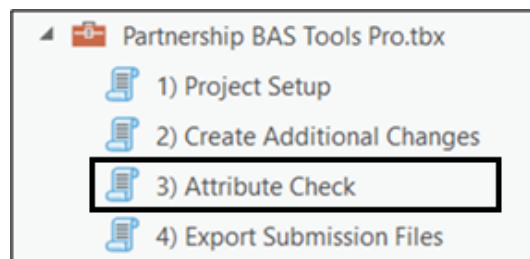 Partnership BAS Tools Pro.tbx
1) Project Setup
2) Create Additional Changes
3) Attribute Check
4) Export Submission Files